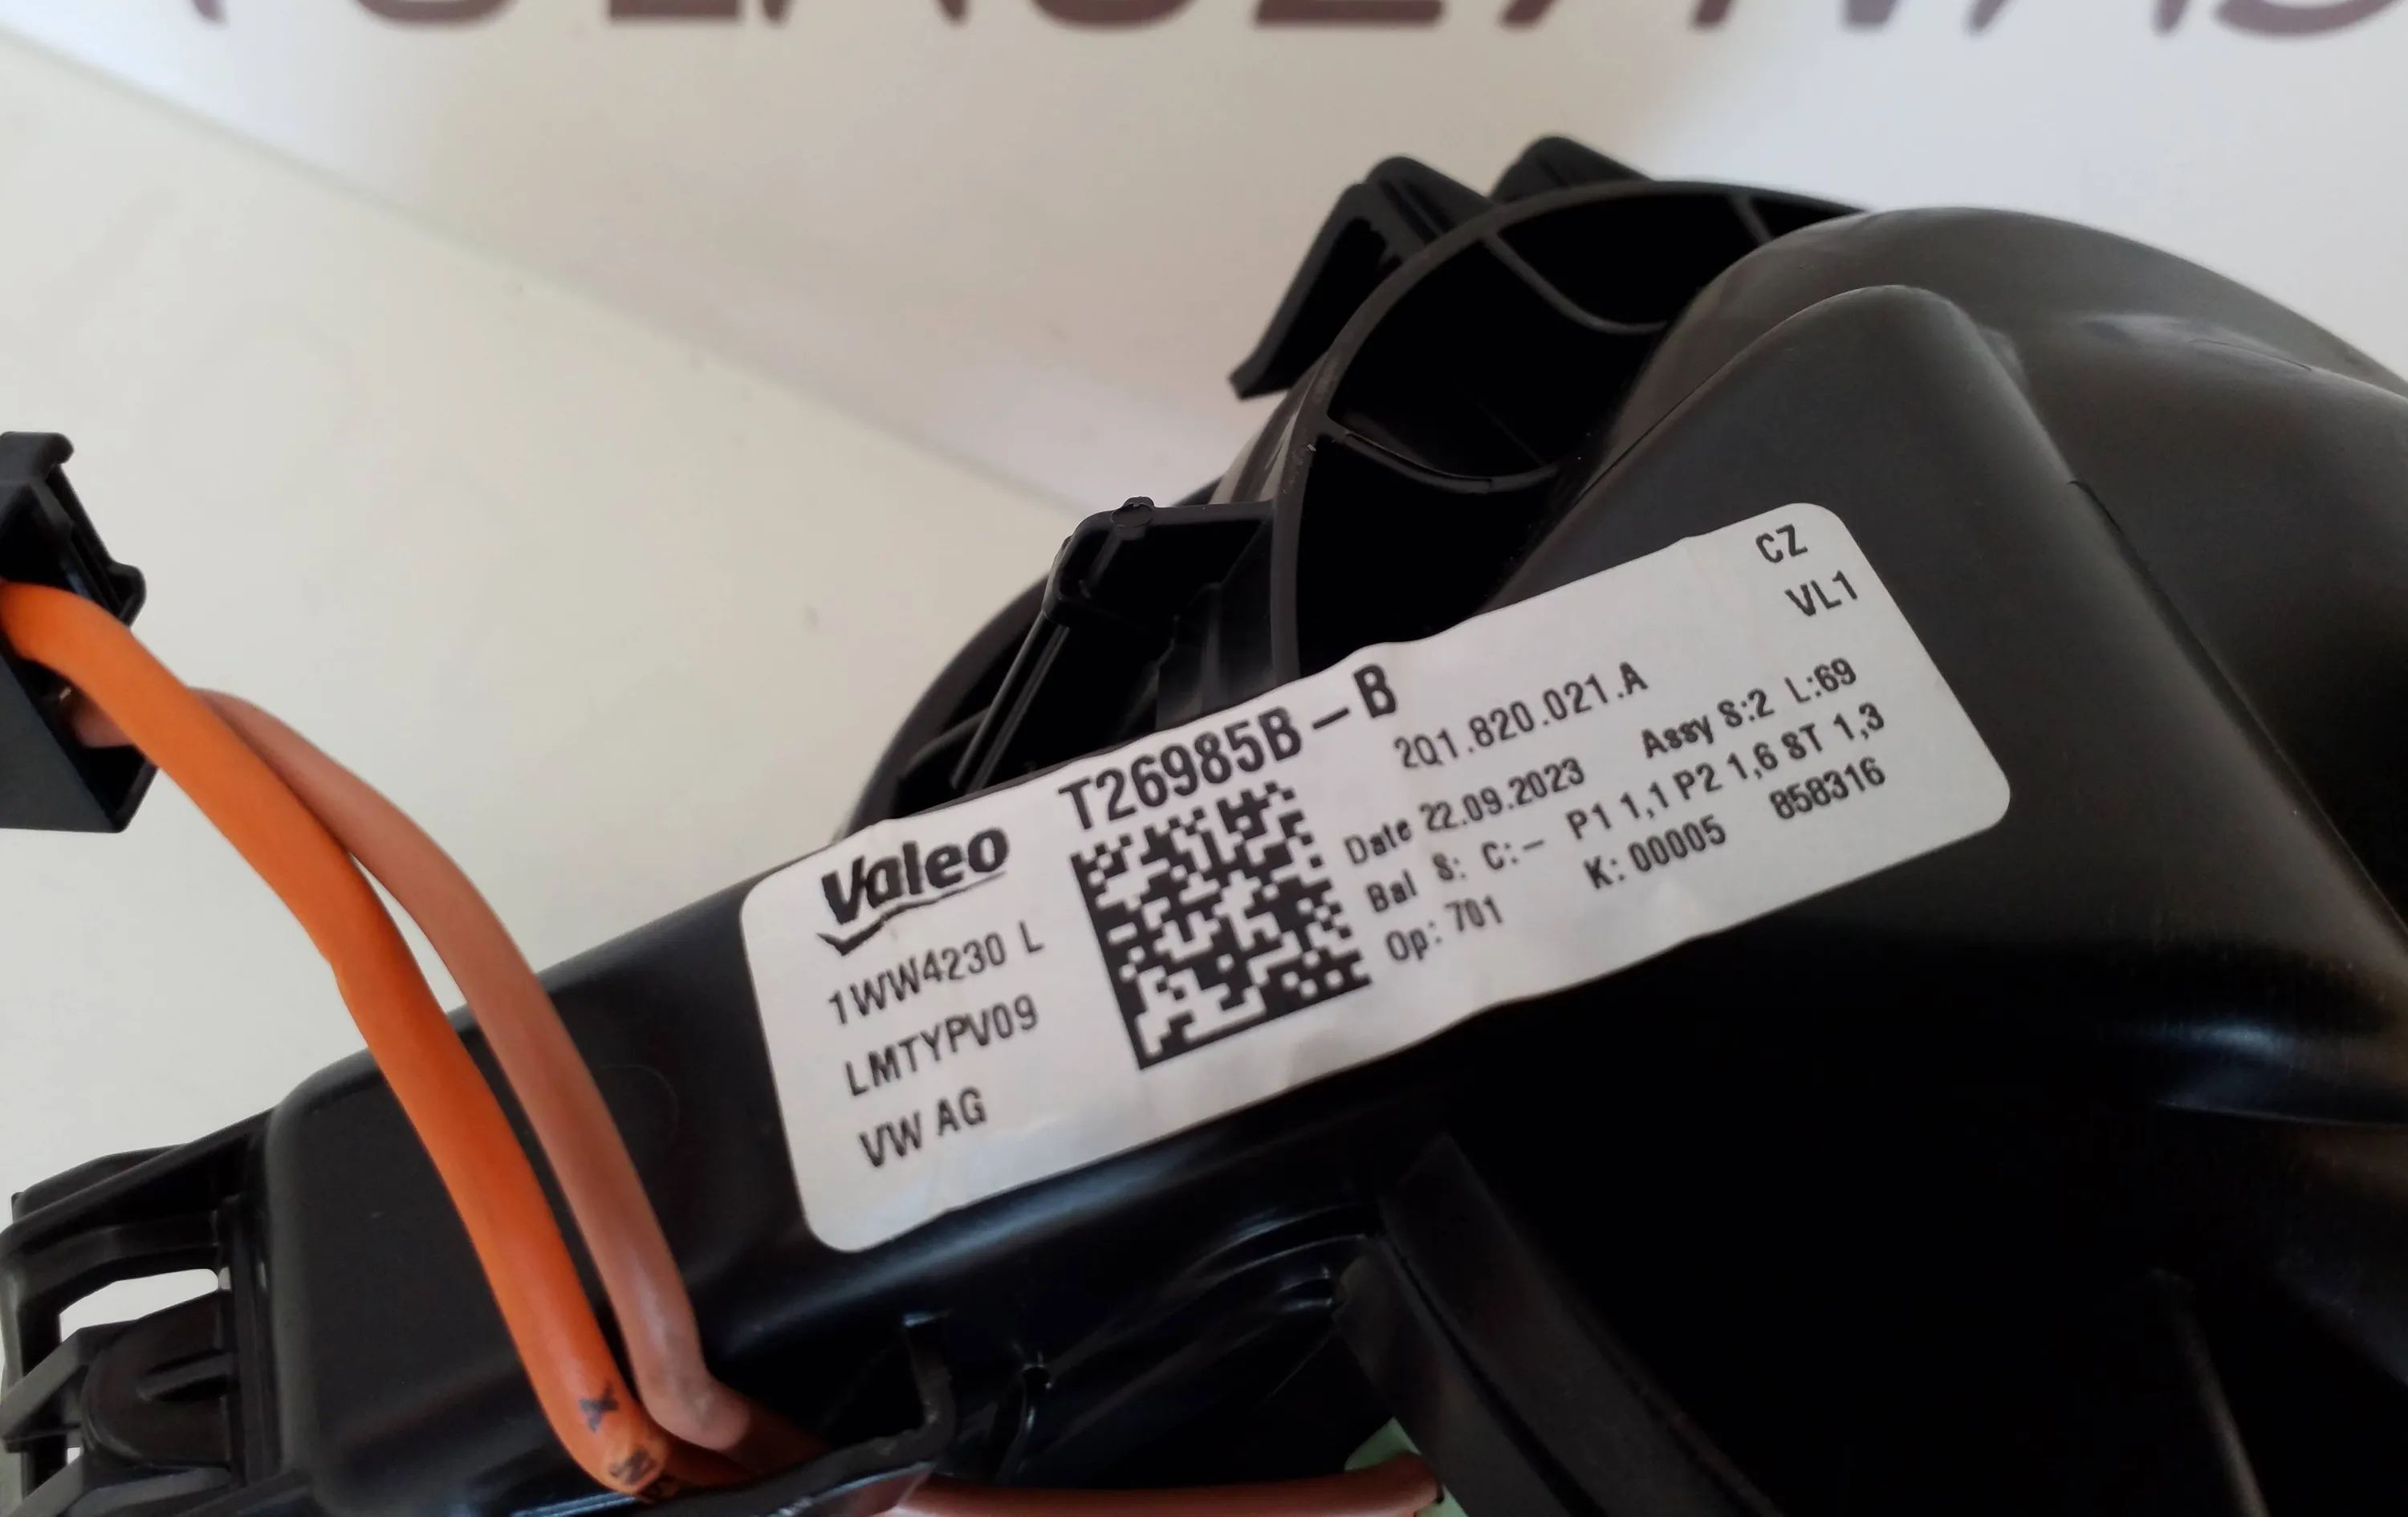 CZ
VL1
T26985B-B
2Q1.820.021.A
Valeo
Date 22.09.2023 Assy S:2 L:69
1WW4230 L
Bal S: C:- P1 1,1 P2 1,6 ST 1,3
LMTYPV09
Op: 701 K: 00005 858316
VW AG